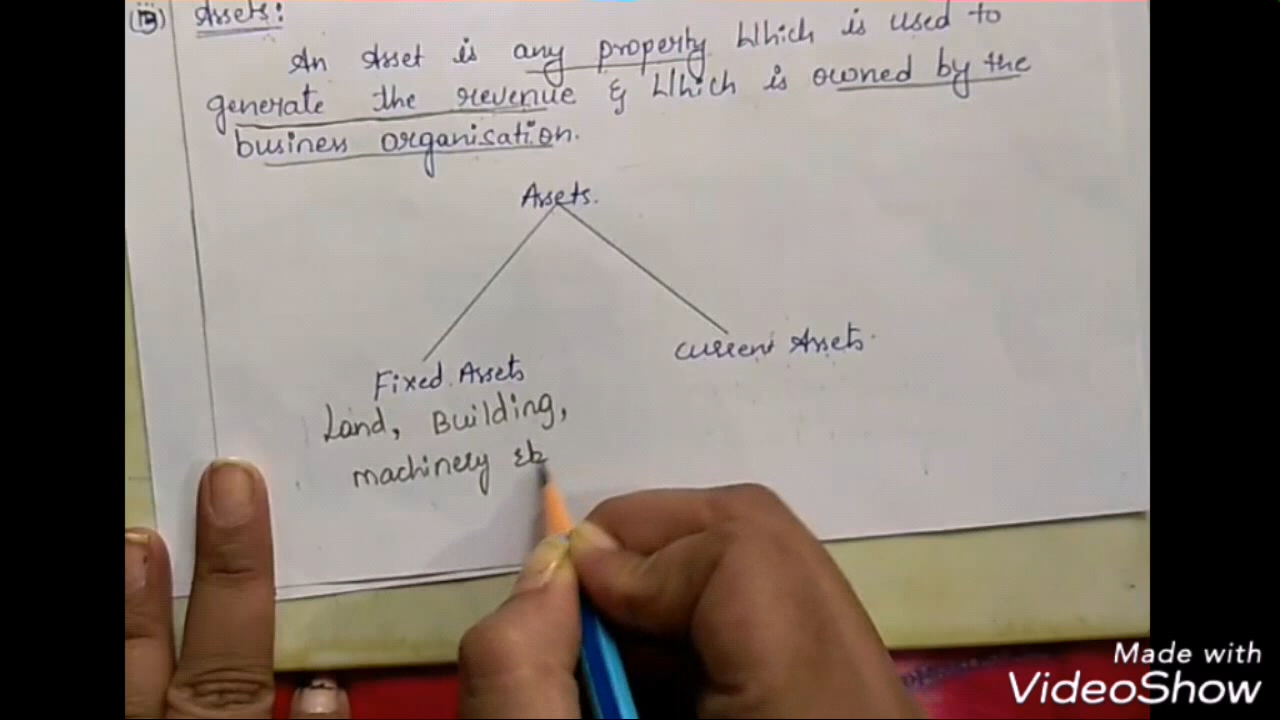 (B) Assets:
An Asset is any property which is used to
generate the revenue & which is owned by the
business organisation.
Assets.
Fixed Assets
Current Assets.
Land, Building,
machinery etc
Made with
VideoShow